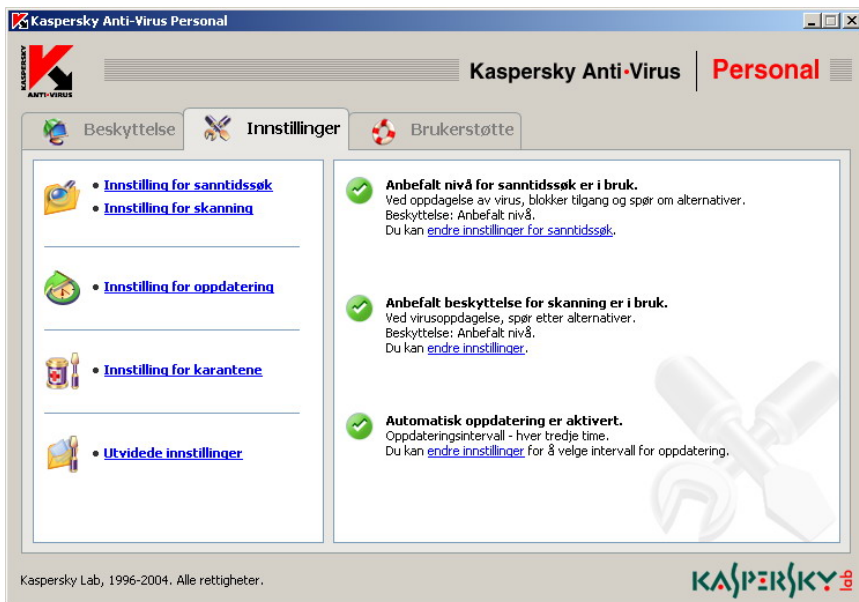 Kaspersky Anti-Virus Personal
KASPERSKY
ANTI-VIRUS
Kaspersky Anti•Virus Personal
Beskyttelse
Innstillinger
Brukerstøtte
• Innstilling for sanntidssøk
• Innstilling for skanning
• Innstilling for oppdatering
• Innstilling for karantene
• Utvidede innstillinger
Anbefalt nivå for sanntidssøk er i bruk.
Ved oppdagelse av virus, blokker tilgang og spør om alternativer.
Beskyttelse: Anbefalt nivå.
Du kan endre innstillinger for sanntidssøk.
Anbefalt beskyttelse for skanning er i bruk.
Ved virusoppdagelse, spør etter alternativer.
Beskyttelse: Anbefalt nivå.
Du kan endre innstillinger.
Automatisk oppdatering er aktivert.
Oppdateringsintervall - hver tredje time.
Du kan endre innstillinger for å velge intervall for oppdatering.
Kaspersky Lab, 1996-2004. Alle rettigheter.
KASPERSKY lab